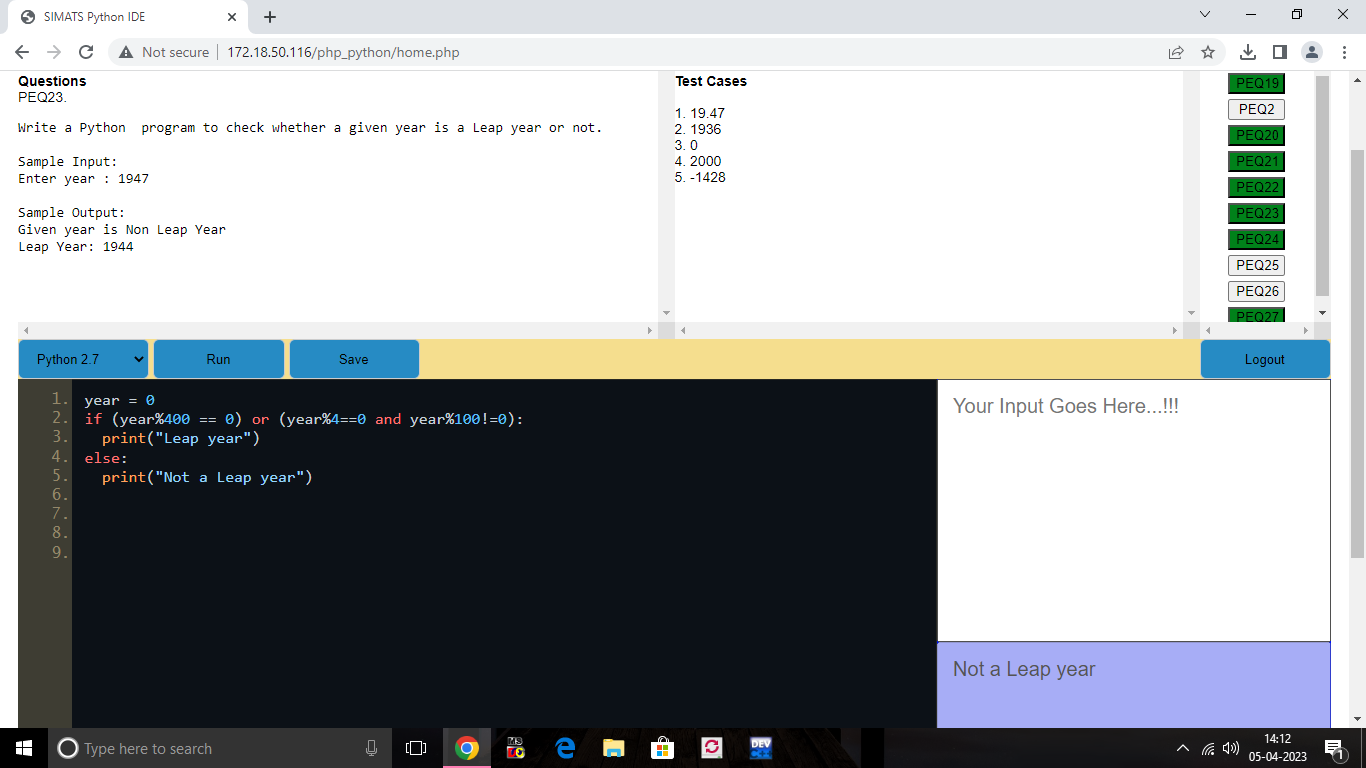 SIMATS Python IDE
Not secure
172.18.50.116/php_python/home.php
Questions
PEQ23.
Write a Python  program to check whether a given year is a Leap year or not.
Sample Input:
Enter year : 1947
Sample Output:
Given year is Non Leap Year
Leap Year: 1944
Test Cases
1. 19.47
2. 1936
3. 0
4. 2000
5. -1428
PEQ19
PEQ2
PEQ20
PEQ21
PEQ22
PEQ23
PEQ24
PEQ25
PEQ26
PEQ27
Python 2.7
Run
Save
Logout
1. year = 0
2. if (year%400 == 0) or (year%4==0 and year%100!=0):
3.   print("Leap year")
4. else:
5.   print("Not a Leap year")
6.
7.
8.
9.
Your Input Goes Here...!!!
Not a Leap year
Type here to search
DEV
14:12
05-04-2023
1